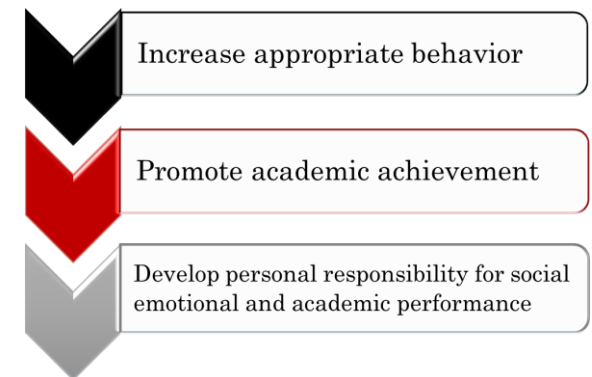 Increase appropriate behavior
Promote academic achievement
Develop personal responsibility for social
emotional and academic performance